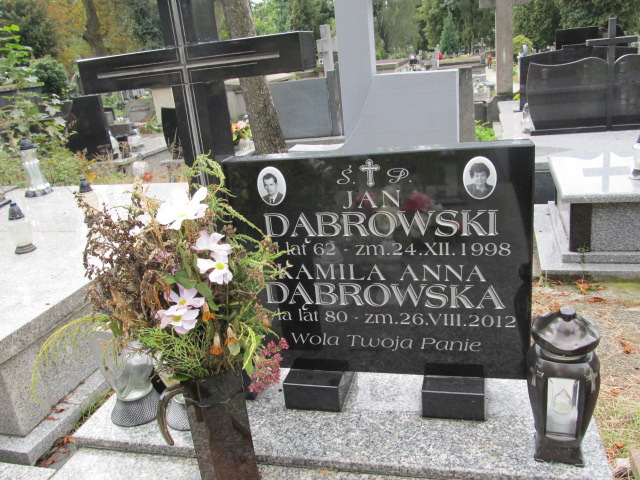 Ś. P.
JAN
DĄBROWSKI
lat 62 - zm. 24.XII.1998
KAMILA ANNA
DĄBROWSKA
lat 80 - zm. 26.VIII.2012
Wola Twoja Panie